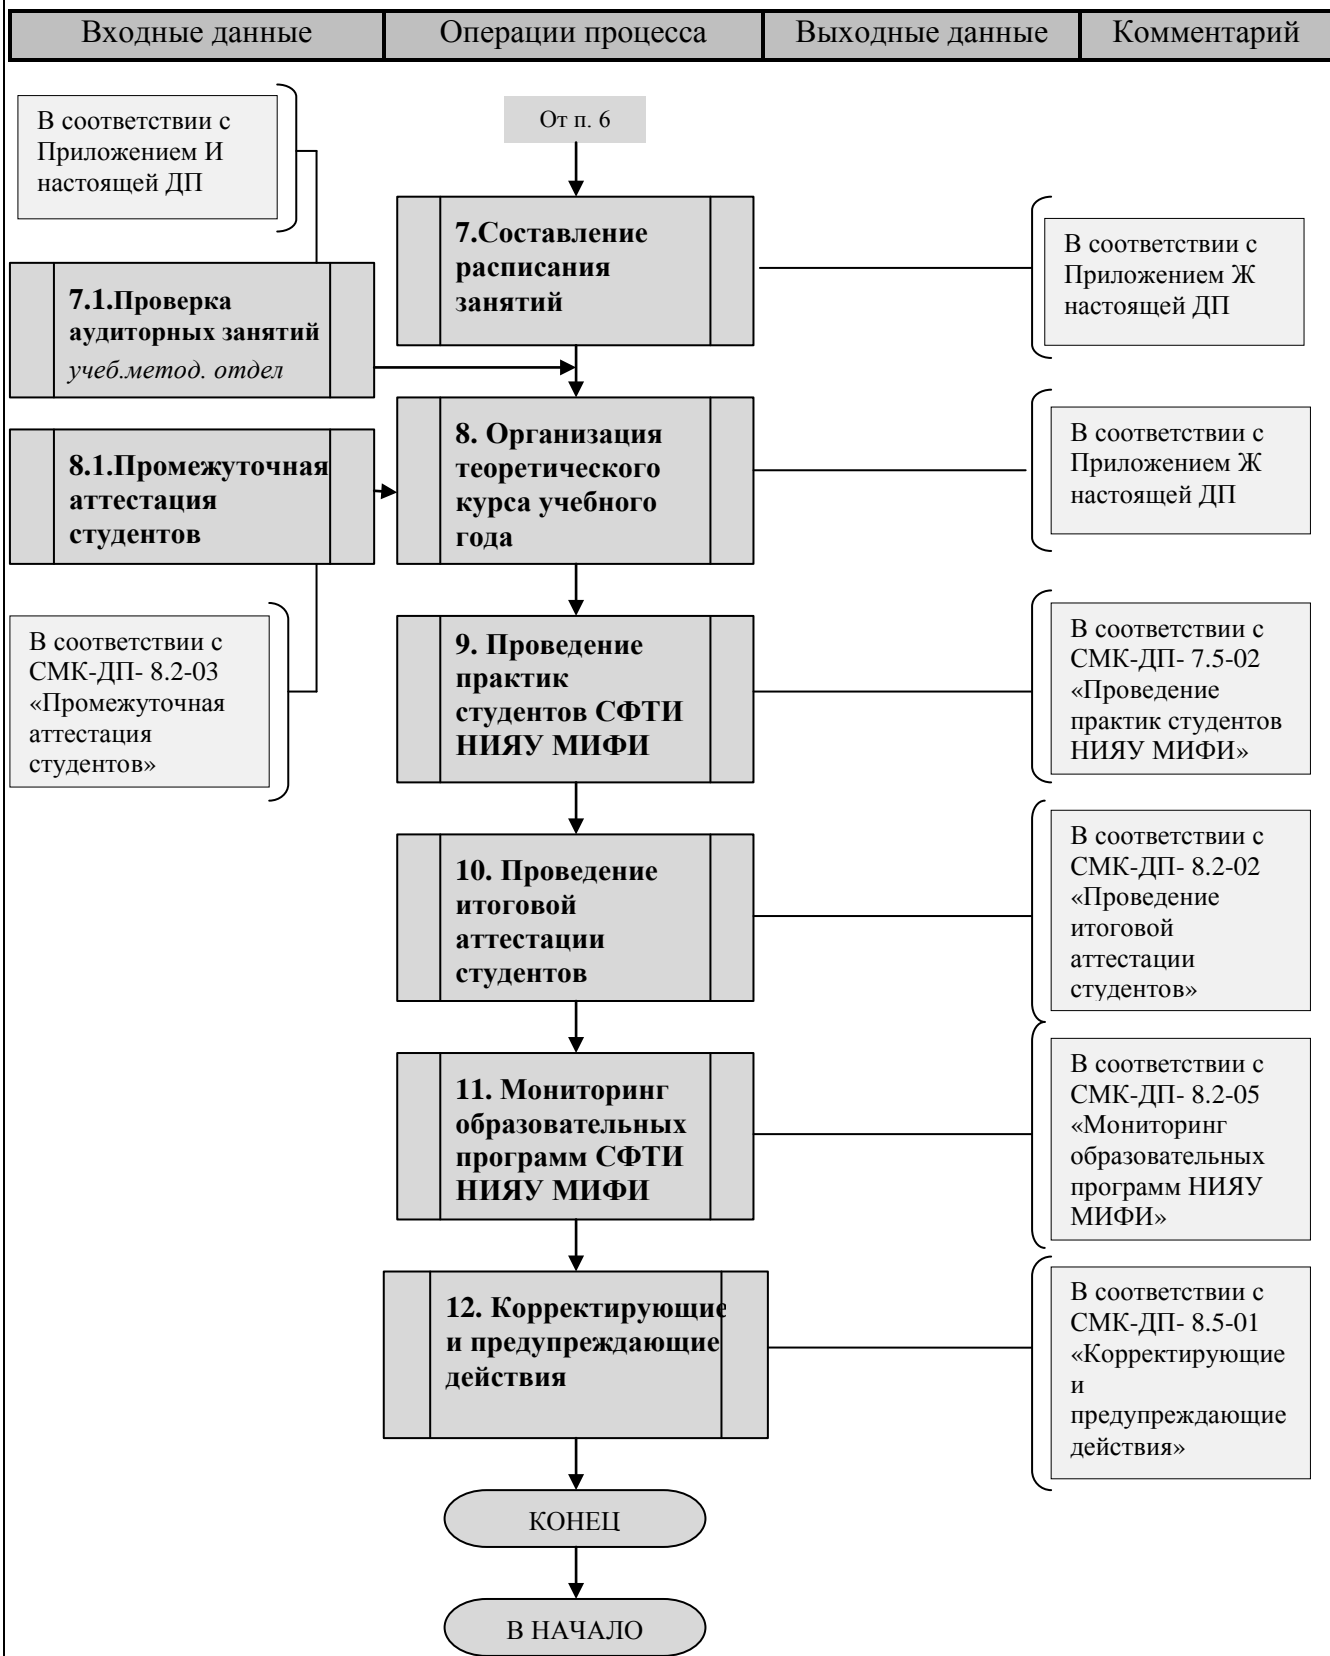 Входные данные
Операции процесса
Выходные данные
Комментарий
В соответствии с
Приложением И
настоящей ДП
От п. 6
7.Составление
расписания
занятий
В соответствии с
Приложением Ж
настоящей ДП
7.1.Проверка
аудиторных занятий
учеб.метод. отдел
8. Организация
теоретического
курса учебного
года
В соответствии с
Приложением Ж
настоящей ДП
8.1.Промежуточная
аттестация
студентов
В соответствии с
СМК-ДП- 8.2-03
«Промежуточная
аттестация
студентов»
9. Проведение
практик
студентов СФТИ
НИЯУ МИФИ
В соответствии с
СМК-ДП- 7.5-02
«Проведение
практик студентов
НИЯУ МИФИ»
10. Проведение
итоговой
аттестации
студентов
В соответствии с
СМК-ДП- 8.2-02
«Проведение
итоговой
аттестации
студентов»
11. Мониторинг
образовательных
программ СФТИ
НИЯУ МИФИ
В соответствии с
СМК-ДП- 8.2-05
«Мониторинг
образовательных
программ НИЯУ
МИФИ»
12. Корректирующие
и предупреждающие
действия
В соответствии с
СМК-ДП- 8.5-01
«Корректирующие
и
предупреждающие
действия»
КОНЕЦ
В НАЧАЛО